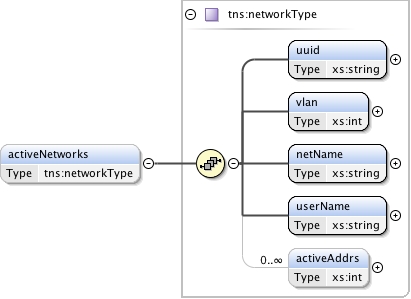 tns:networkType
uuid
Type xs:string
vlan
Type xs:int
activeNetworks
Type tns:networkType
netName
Type xs:string
userName
Type xs:string
0..∞
activeAddrs
Type xs:int